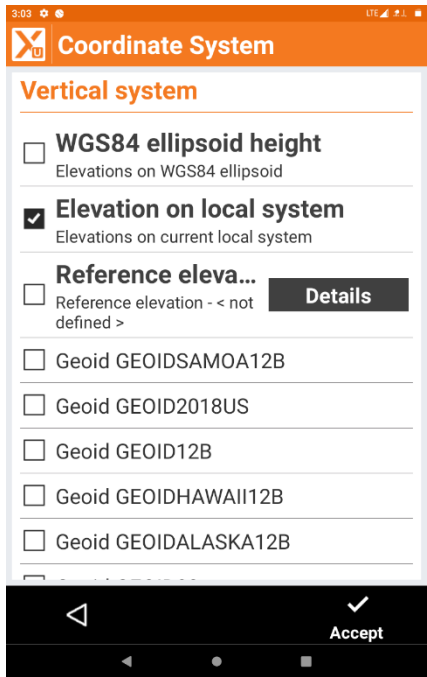 3:03
LTE
X
U
Coordinate System
Vertical system
WGS84 ellipsoid height
Elevations on WGS84 ellipsoid
Elevation on local system
Elevations on current local system
Reference eleva...
Reference elevation - < not
defined >
Details
Geoid GEOIDSAMOA12B
Geoid GEOID2018US
Geoid GEOID12B
Geoid GEOIDHAWAII12B
Geoid GEOIDALASKA12B
Accept